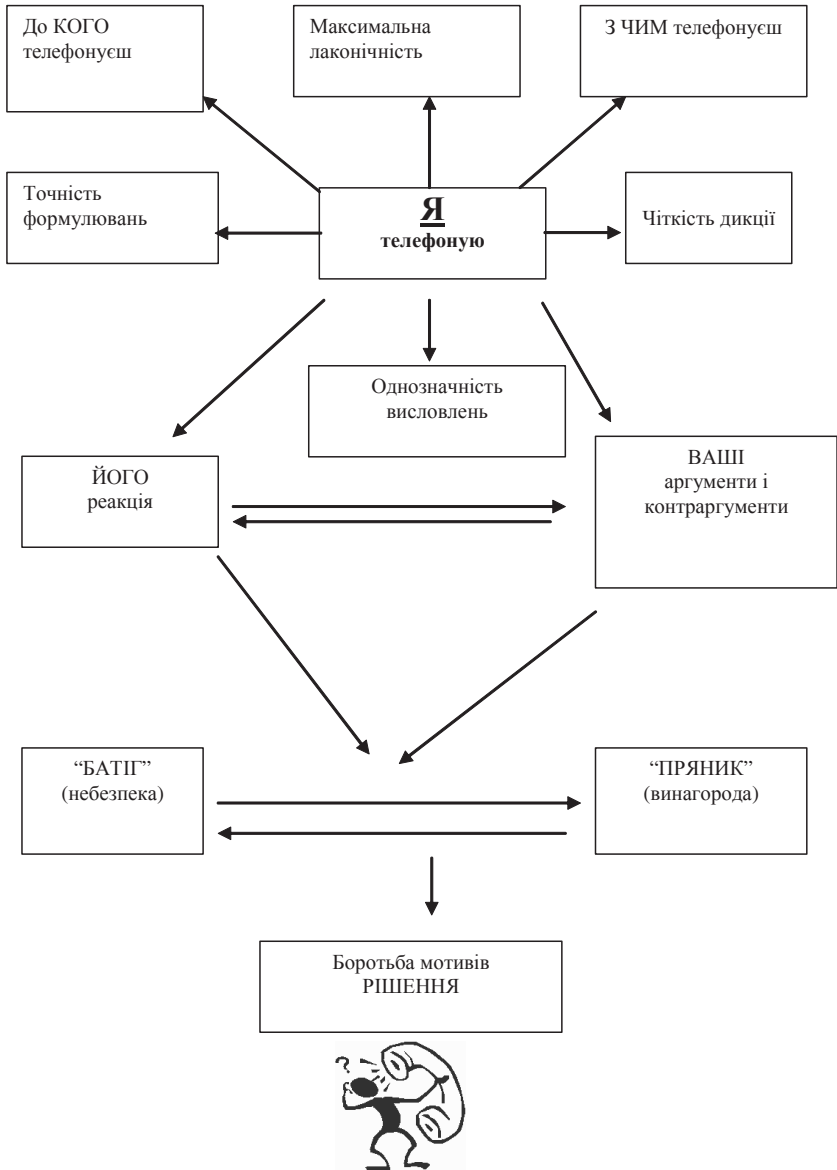 До КОГО
телефонуєш
Максимальна
лаконічність
З ЧИМ телефонуєш
Точність
формулювань
Я
телефоную
Чіткість дикції
Однозначність
висловлень
ЙОГО
реакція
ВАШІ
аргументи і
контраргументи
“БАТІГ”
(небезпека)
“ПРЯНИК”
(винагорода)
Боротьба мотивів
РІШЕННЯ
?